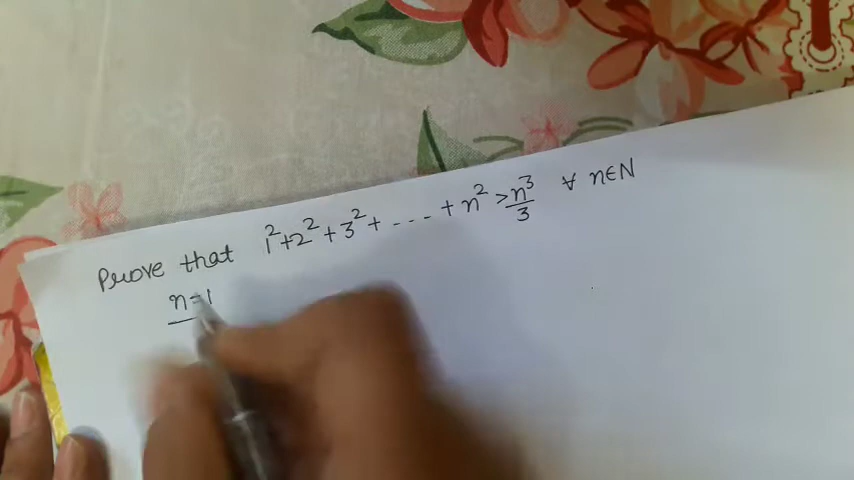 Prove that 1²+2²+3²+ - - - - + n² > n³/3 ∀ n∈N
n=1